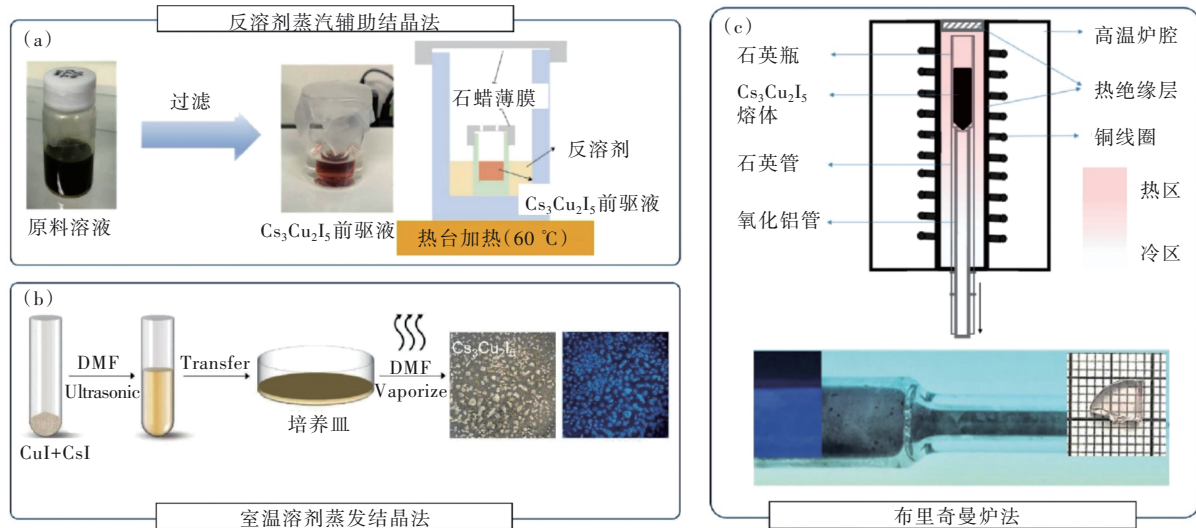 反溶剂蒸汽辅助结晶法
(a)
过滤
原料溶液
Cs₃Cu₂I₅前驱液
石蜡薄膜
反溶剂
Cs₃Cu₂I₅前驱液
热台加热(60 ℃)
(b)
DMF
Ultrasonic
Transfer
DMF
Vaporize
Cs₃Cu₂I₅
CuI+CsI
培养皿
室温溶剂蒸发结晶法
(c)
石英瓶
Cs₃Cu₂I₅
熔体
石英管
氧化铝管
高温炉腔
热绝缘层
铜线圈
热区
冷区
布里奇曼炉法